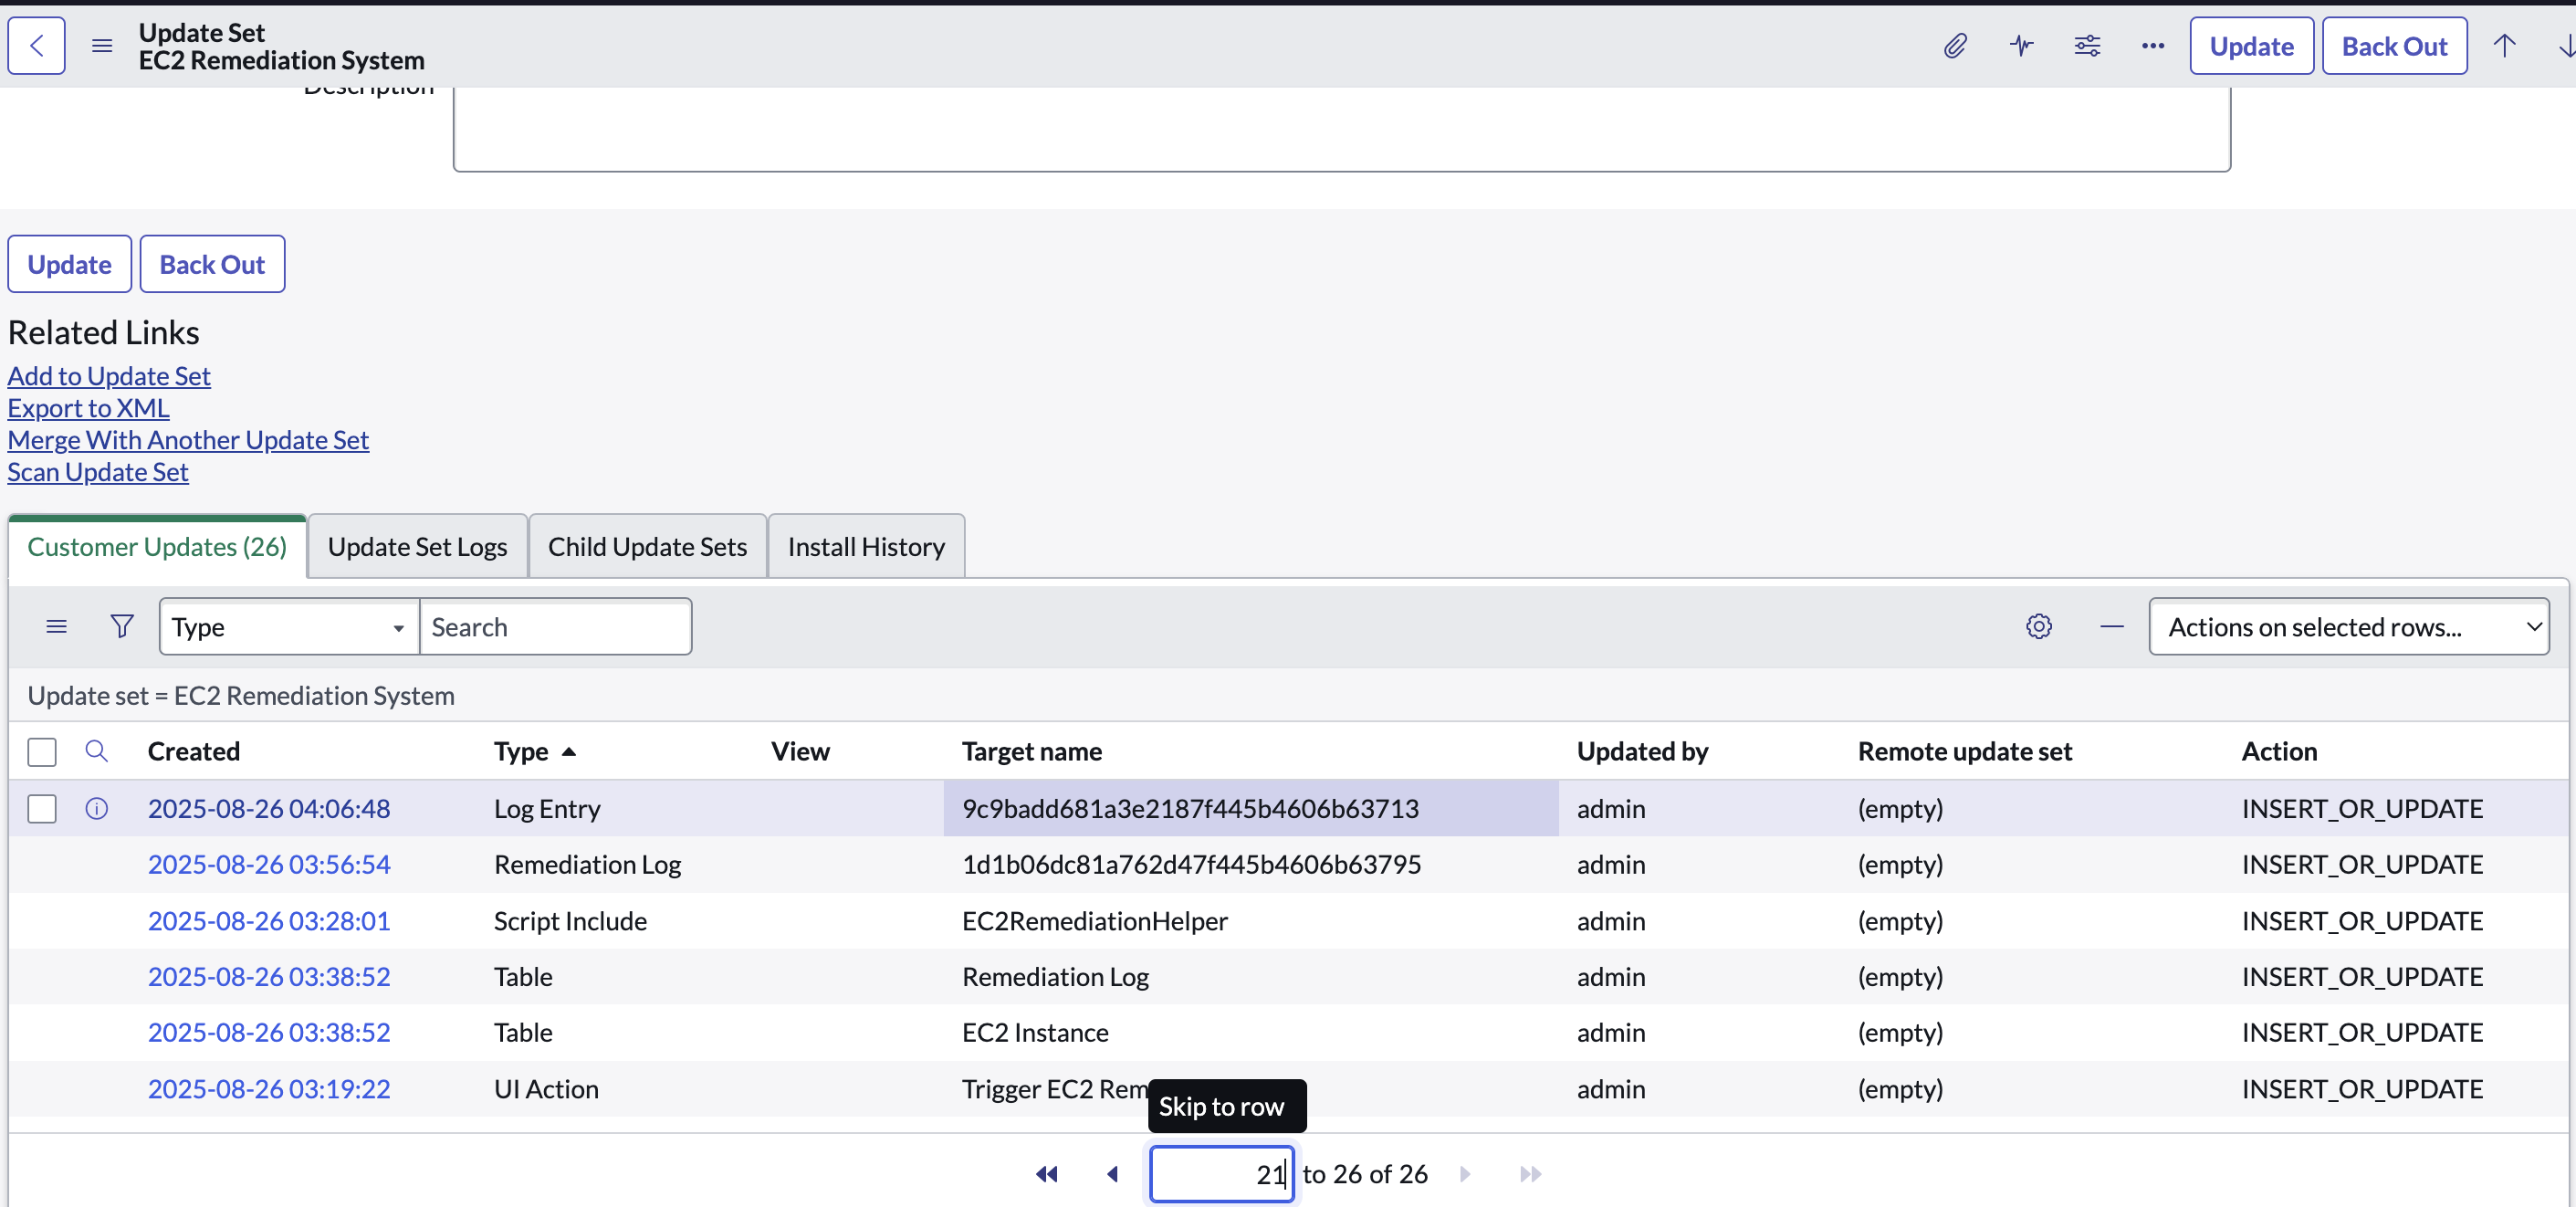 Update Set
EC2 Remediation System
Update
Back Out
Description
Update
Back Out
Related Links
Add to Update Set
Export to XML
Merge With Another Update Set
Scan Update Set
Customer Updates (26)
Update Set Logs
Child Update Sets
Install History
Type
Search
Actions on selected rows...
Update set = EC2 Remediation System
Created Type View Target name Updated by Remote update set Action
2025-08-26 04:06:48 Log Entry 9c9badd681a3e2187f445b4606b63713 admin (empty) INSERT_OR_UPDATE
2025-08-26 03:56:54 Remediation Log 1d1b06dc81a762d47f445b4606b63795 admin (empty) INSERT_OR_UPDATE
2025-08-26 03:28:01 Script Include EC2RemediationHelper admin (empty) INSERT_OR_UPDATE
2025-08-26 03:38:52 Table Remediation Log admin (empty) INSERT_OR_UPDATE
2025-08-26 03:38:52 Table EC2 Instance admin (empty) INSERT_OR_UPDATE
2025-08-26 03:19:22 UI Action Trigger EC2 Rem admin (empty) INSERT_OR_UPDATE
Skip to row
21 to 26 of 26